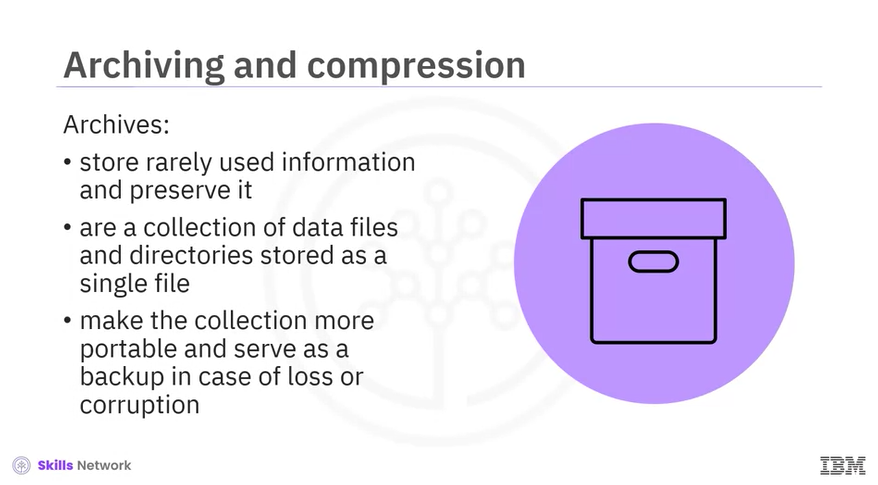 Archiving and compression
Archives:
• store rarely used information
and preserve it
• are a collection of data files
and directories stored as a
single file
• make the collection more
portable and serve as a
backup in case of loss or
corruption
Skills Network
IBM